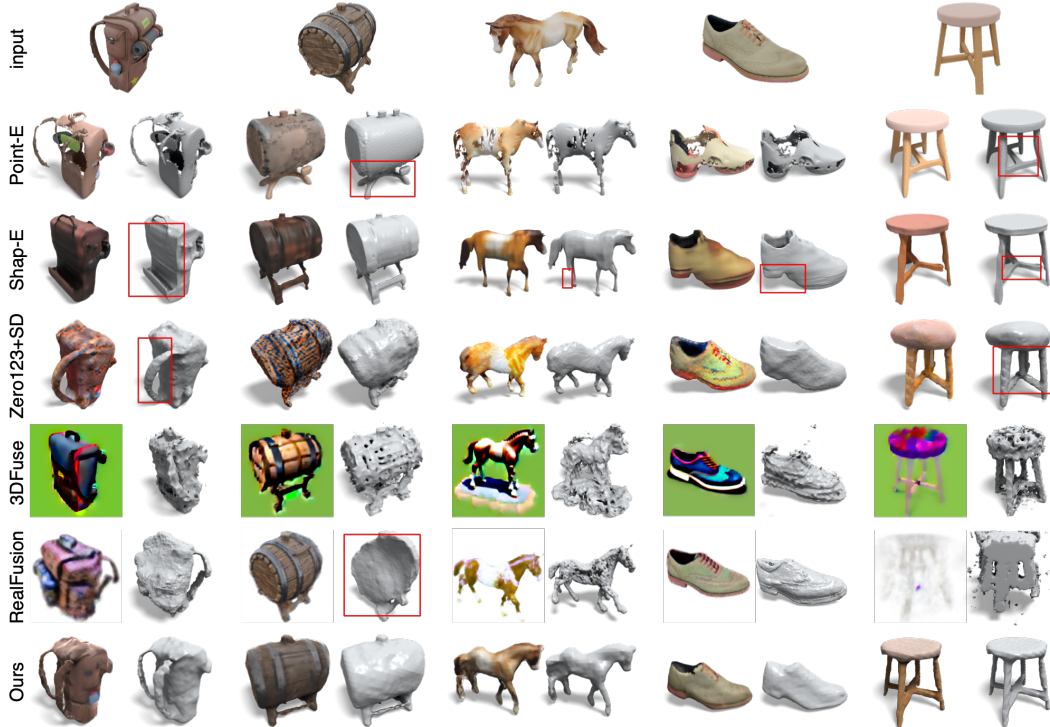 input
Point-E
Shap-E
Zero123+SD
3DFuse
RealFusion
Ours